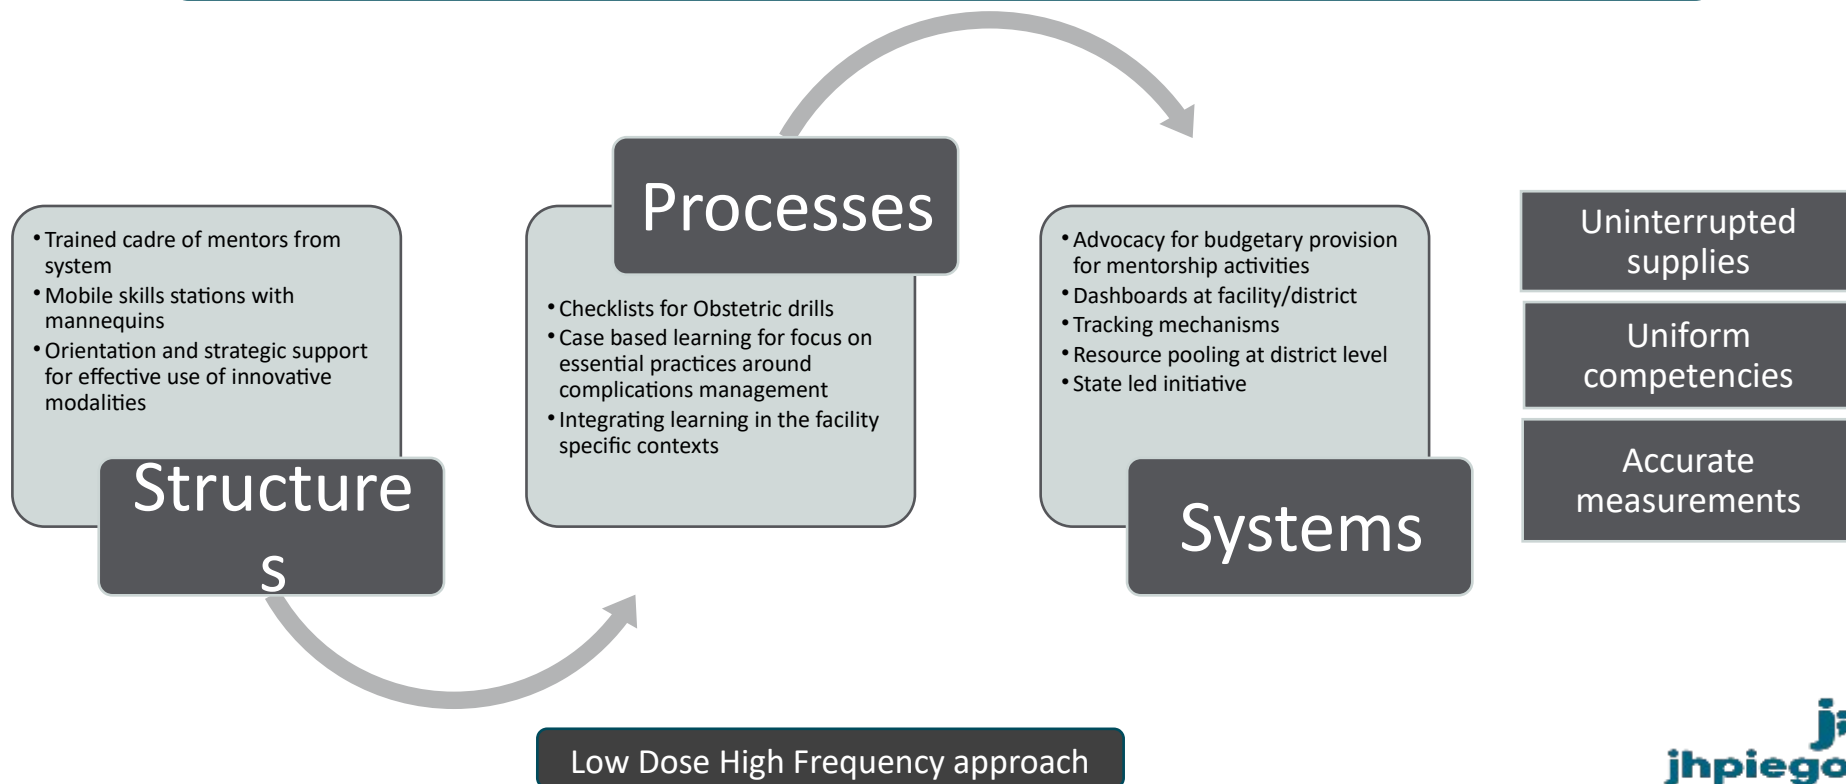 • Trained cadre of mentors from
system
• Mobile skills stations with
mannequins
• Orientation and strategic support
for effective use of innovative
modalities
Structure
s
Processes
• Checklists for Obstetric drills
• Case based learning for focus on
essential practices around
complications management
• Integrating learning in the facility
specific contexts
• Advocacy for budgetary provision
for mentorship activities
• Dashboards at facility/district
• Tracking mechanisms
• Resource pooling at district level
• State led initiative
Systems
Uninterrupted
supplies
Uniform
competencies
Accurate
measurements
Low Dose High Frequency approach
jhpiego